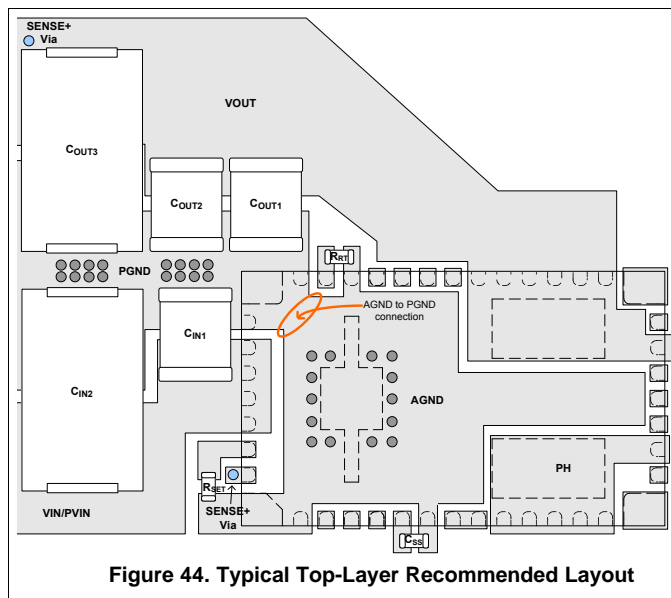 SENSE+
Via
VOUT
COUT3
COUT2
COUT1
PGND
RRT
AGND to PGND
connection
CIN1
CIN2
AGND
PH
RSET
SENSE+
Via
VIN/PVIN
CSS
Figure 44. Typical Top-Layer Recommended Layout